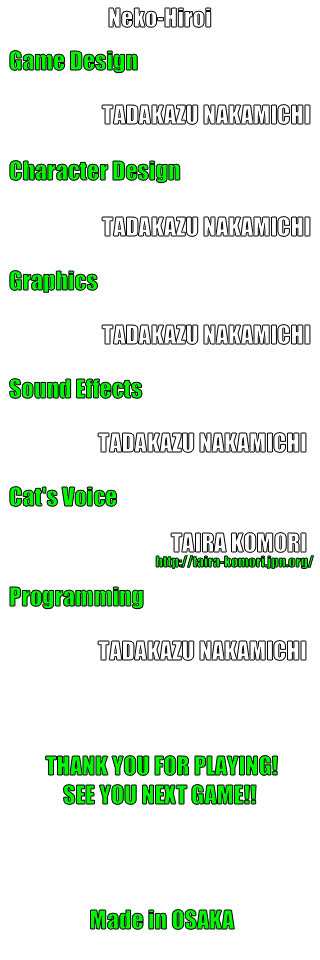 Neko-Hiroi
Game Design
TADAKAZU NAKAMICHI
Character Design
TADAKAZU NAKAMICHI
Graphics
TADAKAZU NAKAMICHI
Sound Effects
TADAKAZU NAKAMICHI
Cat's Voice
TAIRA KOMORI
http://taira-komori.jpn.org/
Programming
TADAKAZU NAKAMICHI
THANK YOU FOR PLAYING!
SEE YOU NEXT GAME!!
Made in OSAKA